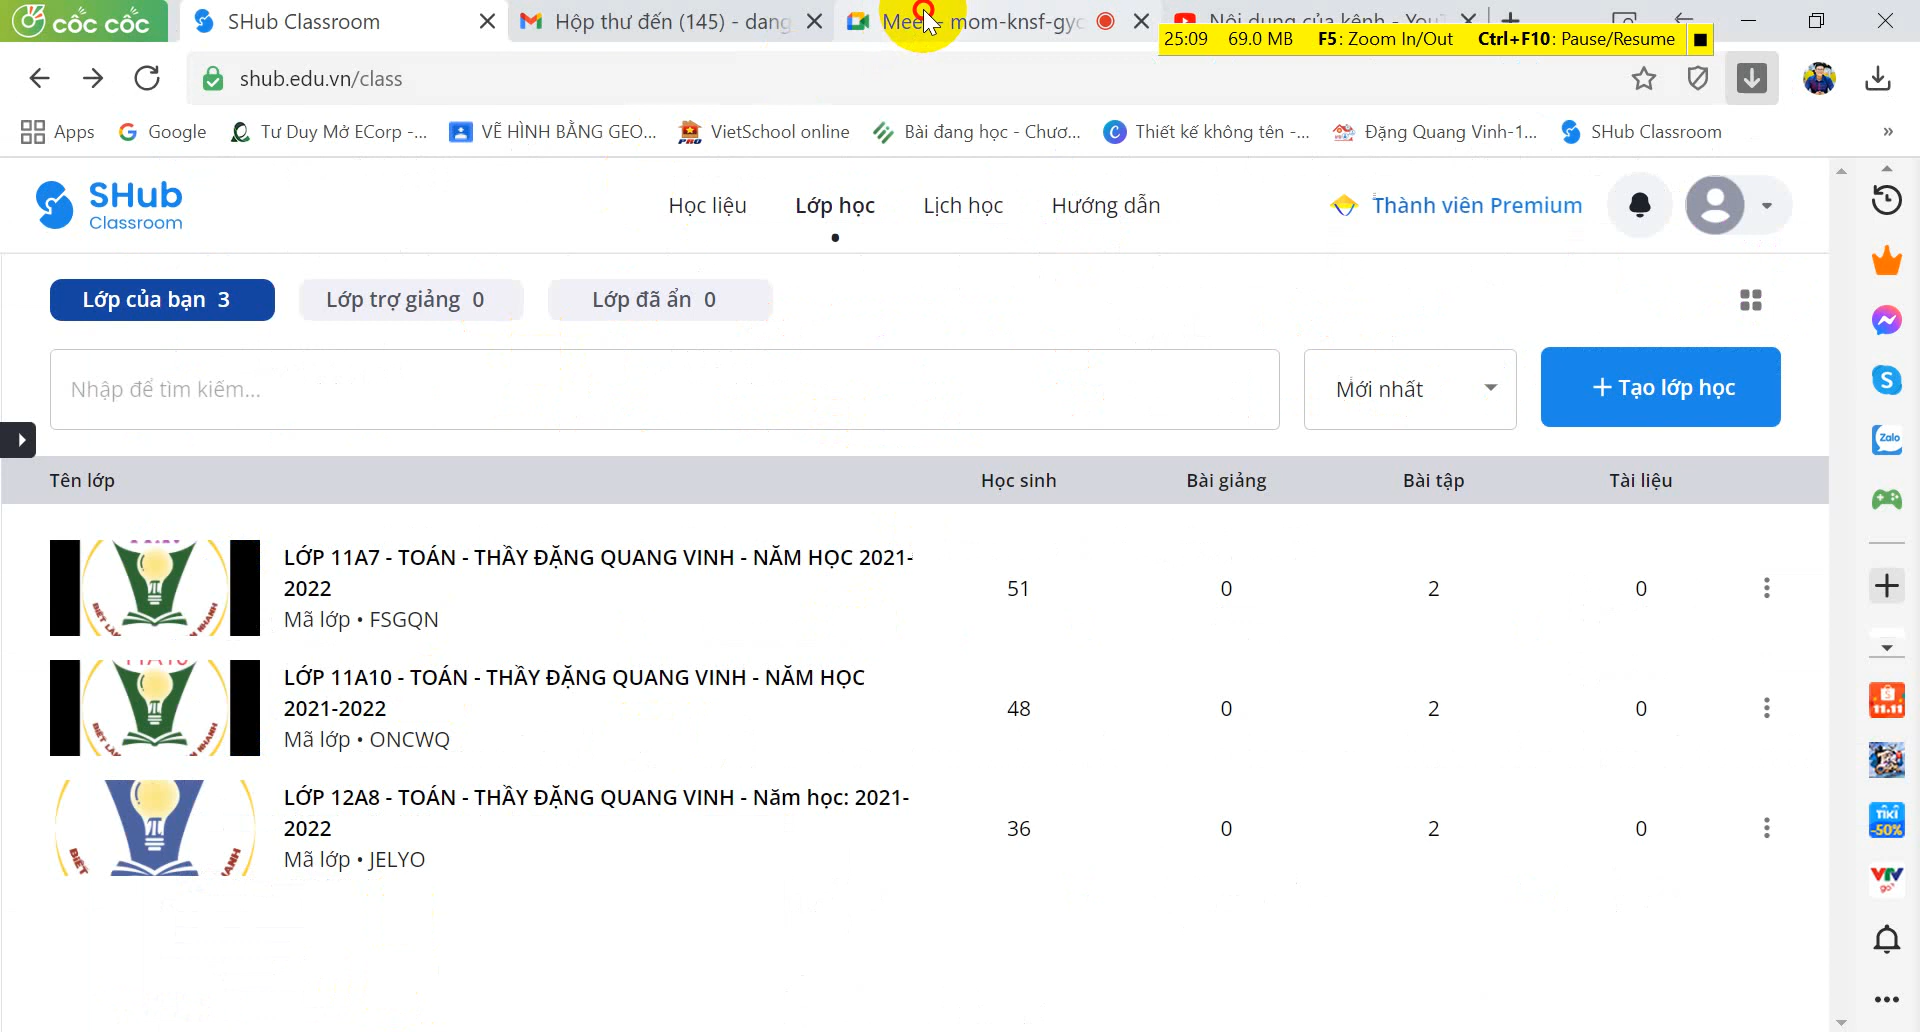 cốc cốc
SHub Classroom
Hộp thư đến (145) - dang
mom-knsf-gyc
25:09 69.0 MB F5: Zoom In/Out Ctrl+F10: Pause/Resume
shub.edu.vn/class
Apps
Google
Tư Duy Mở ECorp -...
VẼ HÌNH BẰNG GEO...
VietSchool online
Bài đang học - Chươ...
Thiết kế không tên -...
Đặng Quang Vinh-1...
SHub Classroom
»
SHub
Classroom
Học liệu
Lớp học
Lịch học
Hướng dẫn
Thành viên Premium
Lớp của bạn 3
Lớp trợ giảng 0
Lớp đã ẩn 0
Nhập để tìm kiếm...
Mới nhất
+ Tạo lớp học
Tên lớp Học sinh Bài giảng Bài tập Tài liệu
LỚP 11A7 - TOÁN - THẦY ĐẶNG QUANG VINH - NĂM HỌC 2021-
2022
Mã lớp • FSGQN
51 0 2 0
LỚP 11A10 - TOÁN - THẦY ĐẶNG QUANG VINH - NĂM HỌC
2021-2022
Mã lớp • ONCWQ
48 0 2 0
LỚP 12A8 - TOÁN - THẦY ĐẶNG QUANG VINH - Năm học: 2021-
2022
Mã lớp • JELYO
36 0 2 0
Zalo
11.11
TIKI
-50%
VTV
go